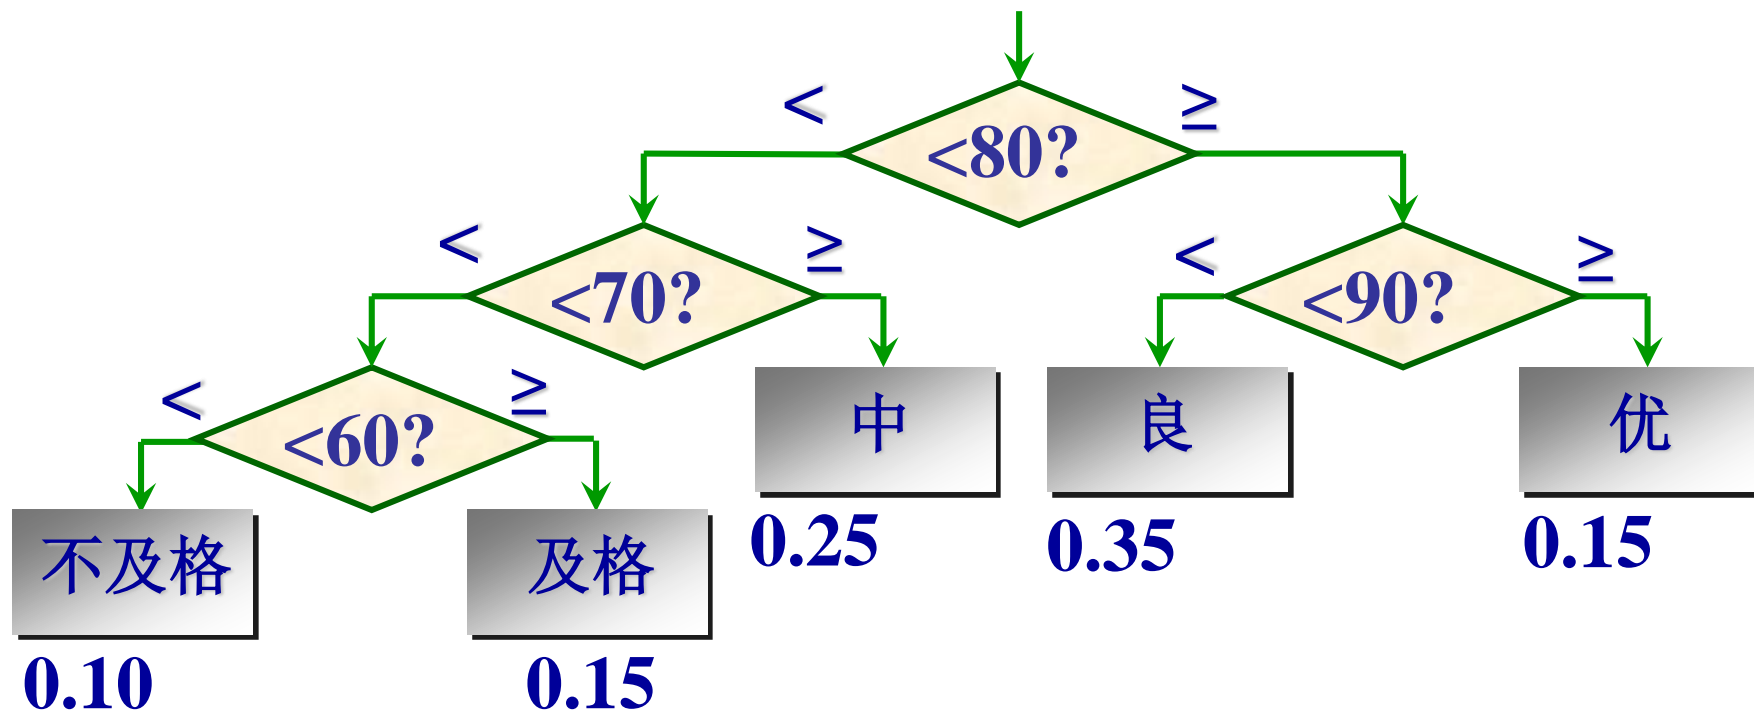 < ≥
<80?
< ≥ < ≥
<70? <90?
< ≥
<60? 中 良 优
0.25 0.35 0.15
不及格 及格
0.10 0.15